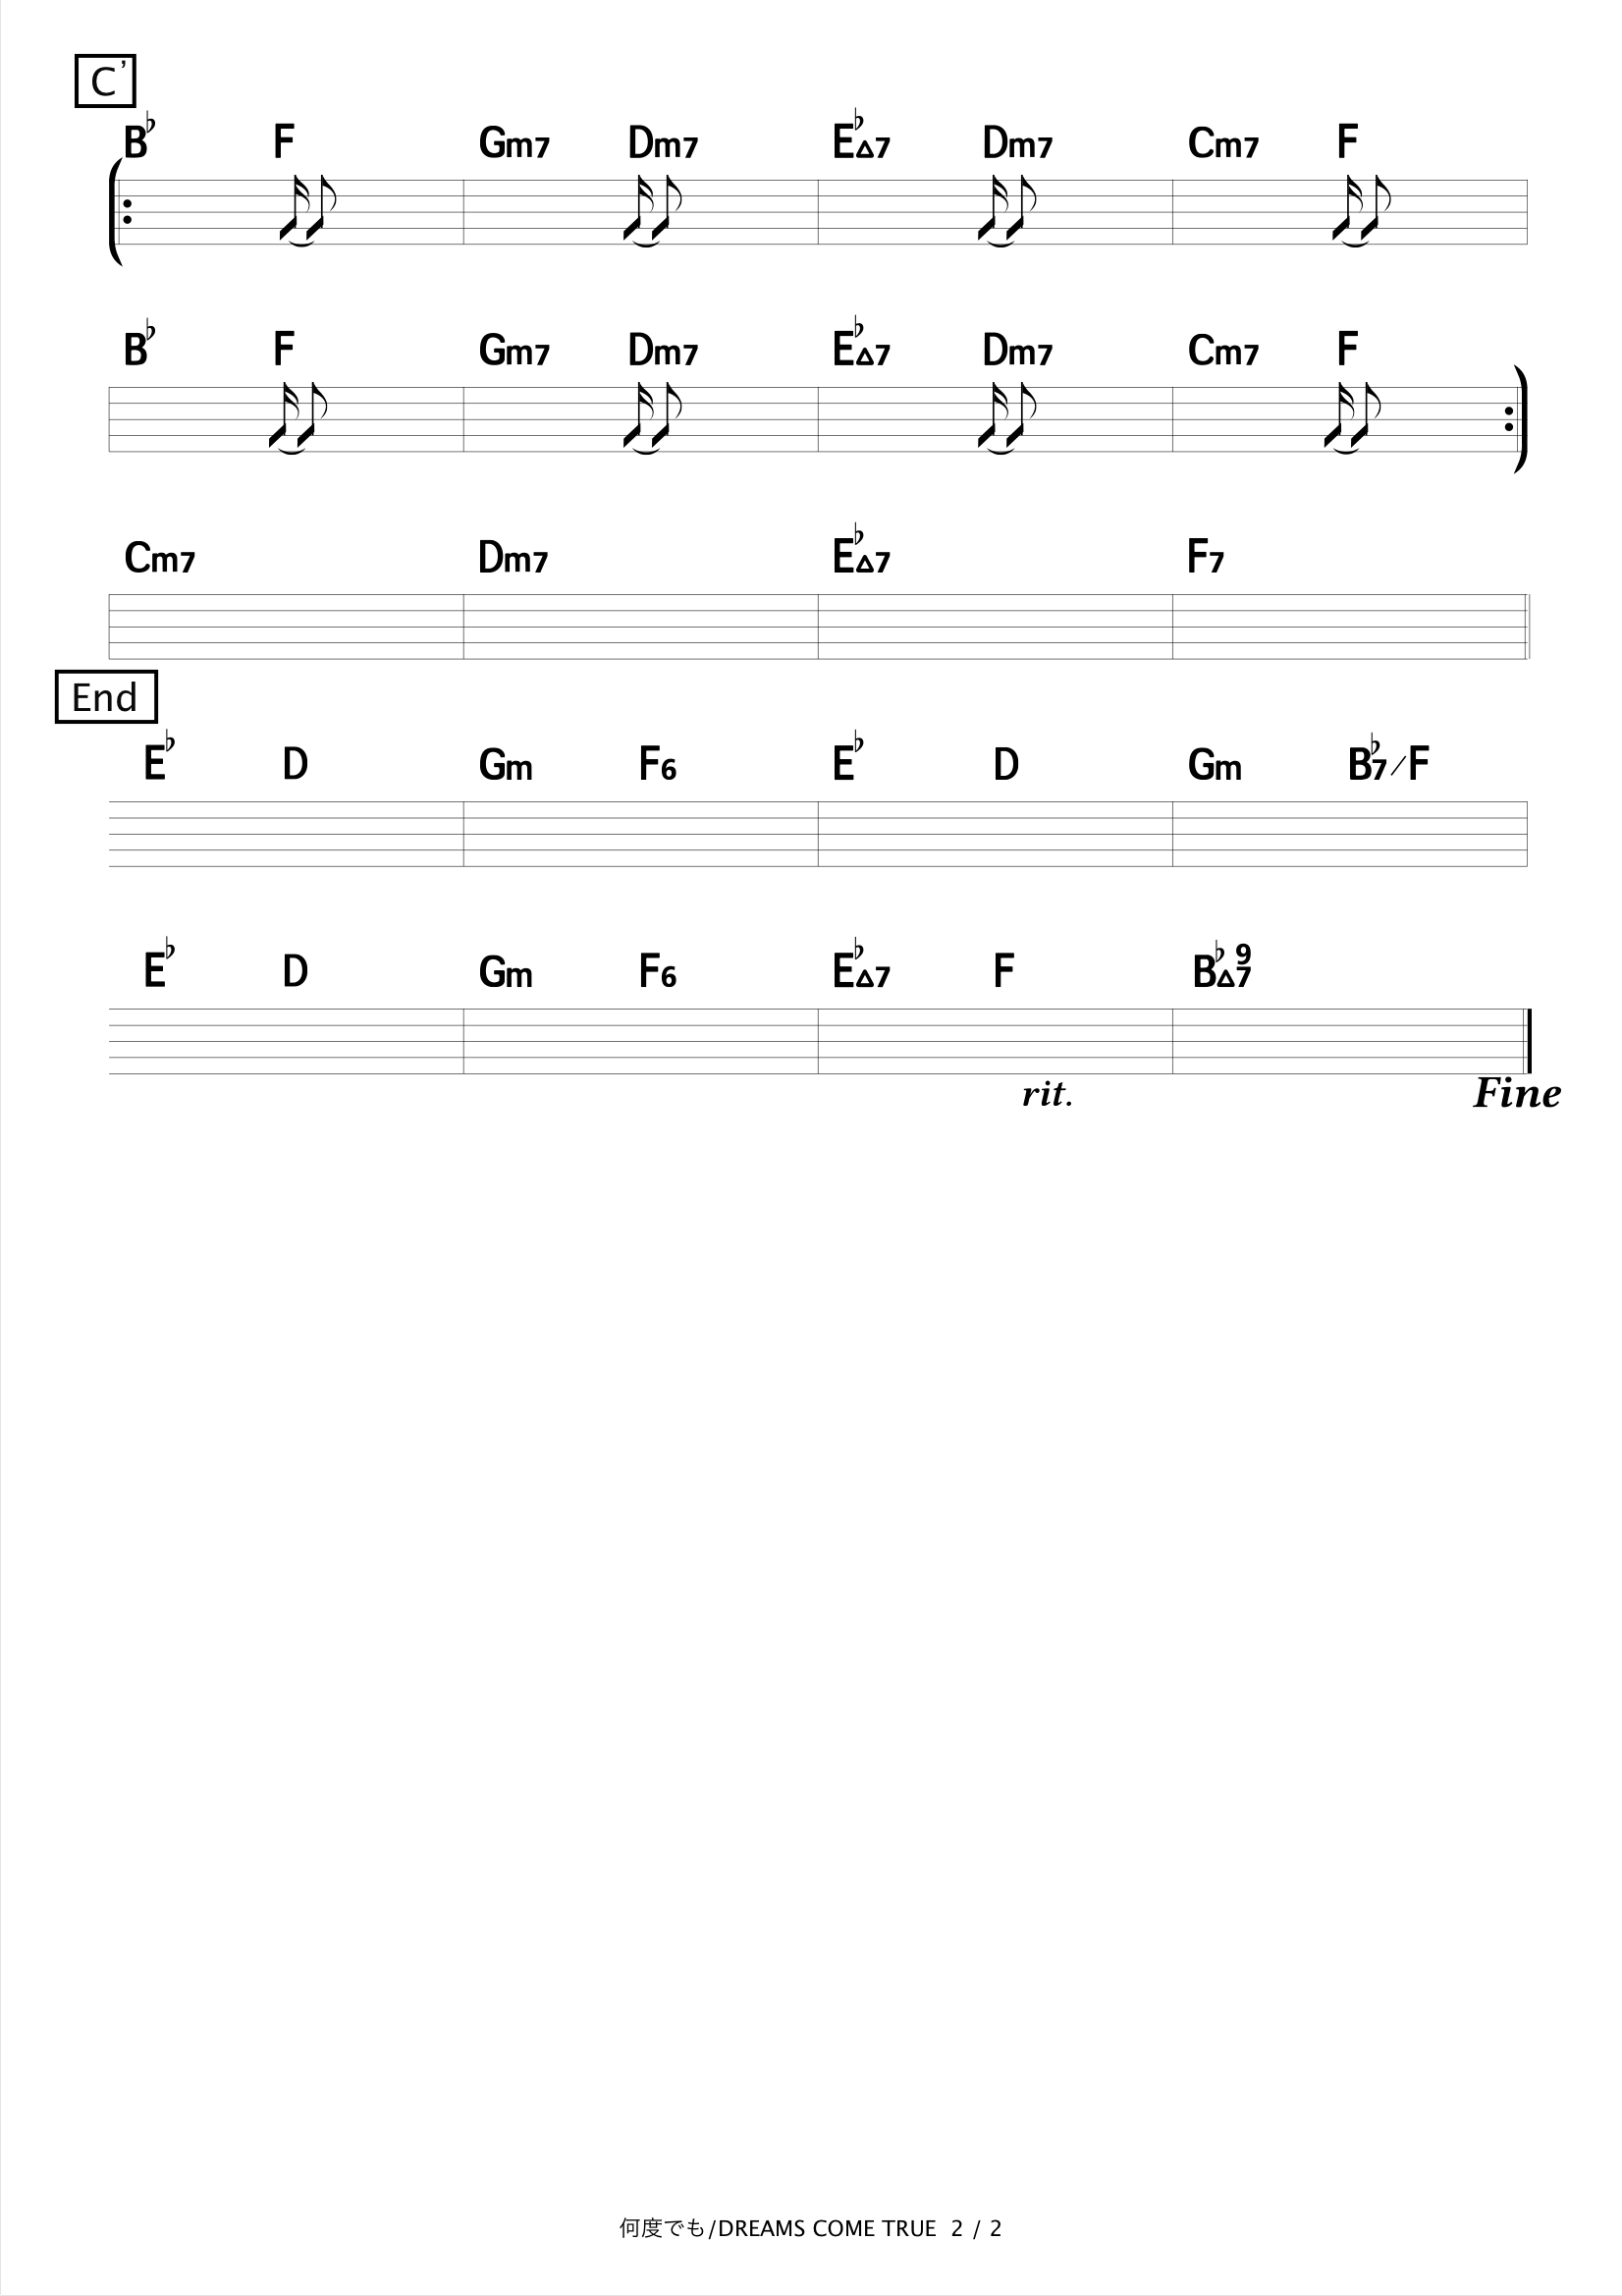 C'
B♭ F Gm7 Dm7 E♭△7 Dm7 Cm7 F
B♭ F Gm7 Dm7 E♭△7 Dm7 Cm7 F
Cm7 Dm7 E♭△7 F7
End
E♭ D Gm F6 E♭ D Gm B♭7/F
E♭ D Gm F6 E♭△7 F B♭△7 9
rit. Fine
何度でも/DREAMS COME TRUE 2 / 2